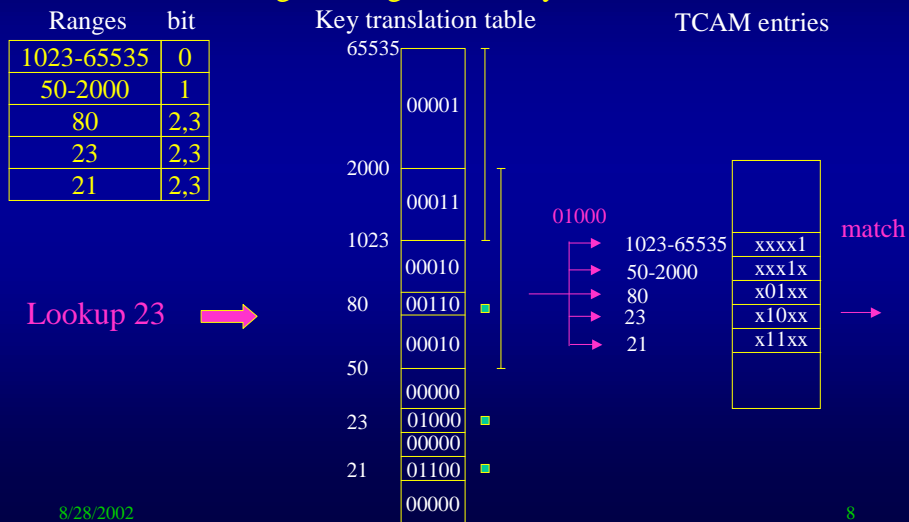 Ranges bit
1023-65535 0
50-2000 1
80 2,3
23 2,3
21 2,3
Lookup 23
Key translation table
65535
00001
2000
00011
1023
00010
80 00110
00010
50
00000
23 01000
00000
21 01100
00000
TCAM entries
01000
1023-65535 xxxx1
50-2000 xxx1x
80 x01xx
23 x10xx
21 x11xx
match
8/28/2002
8